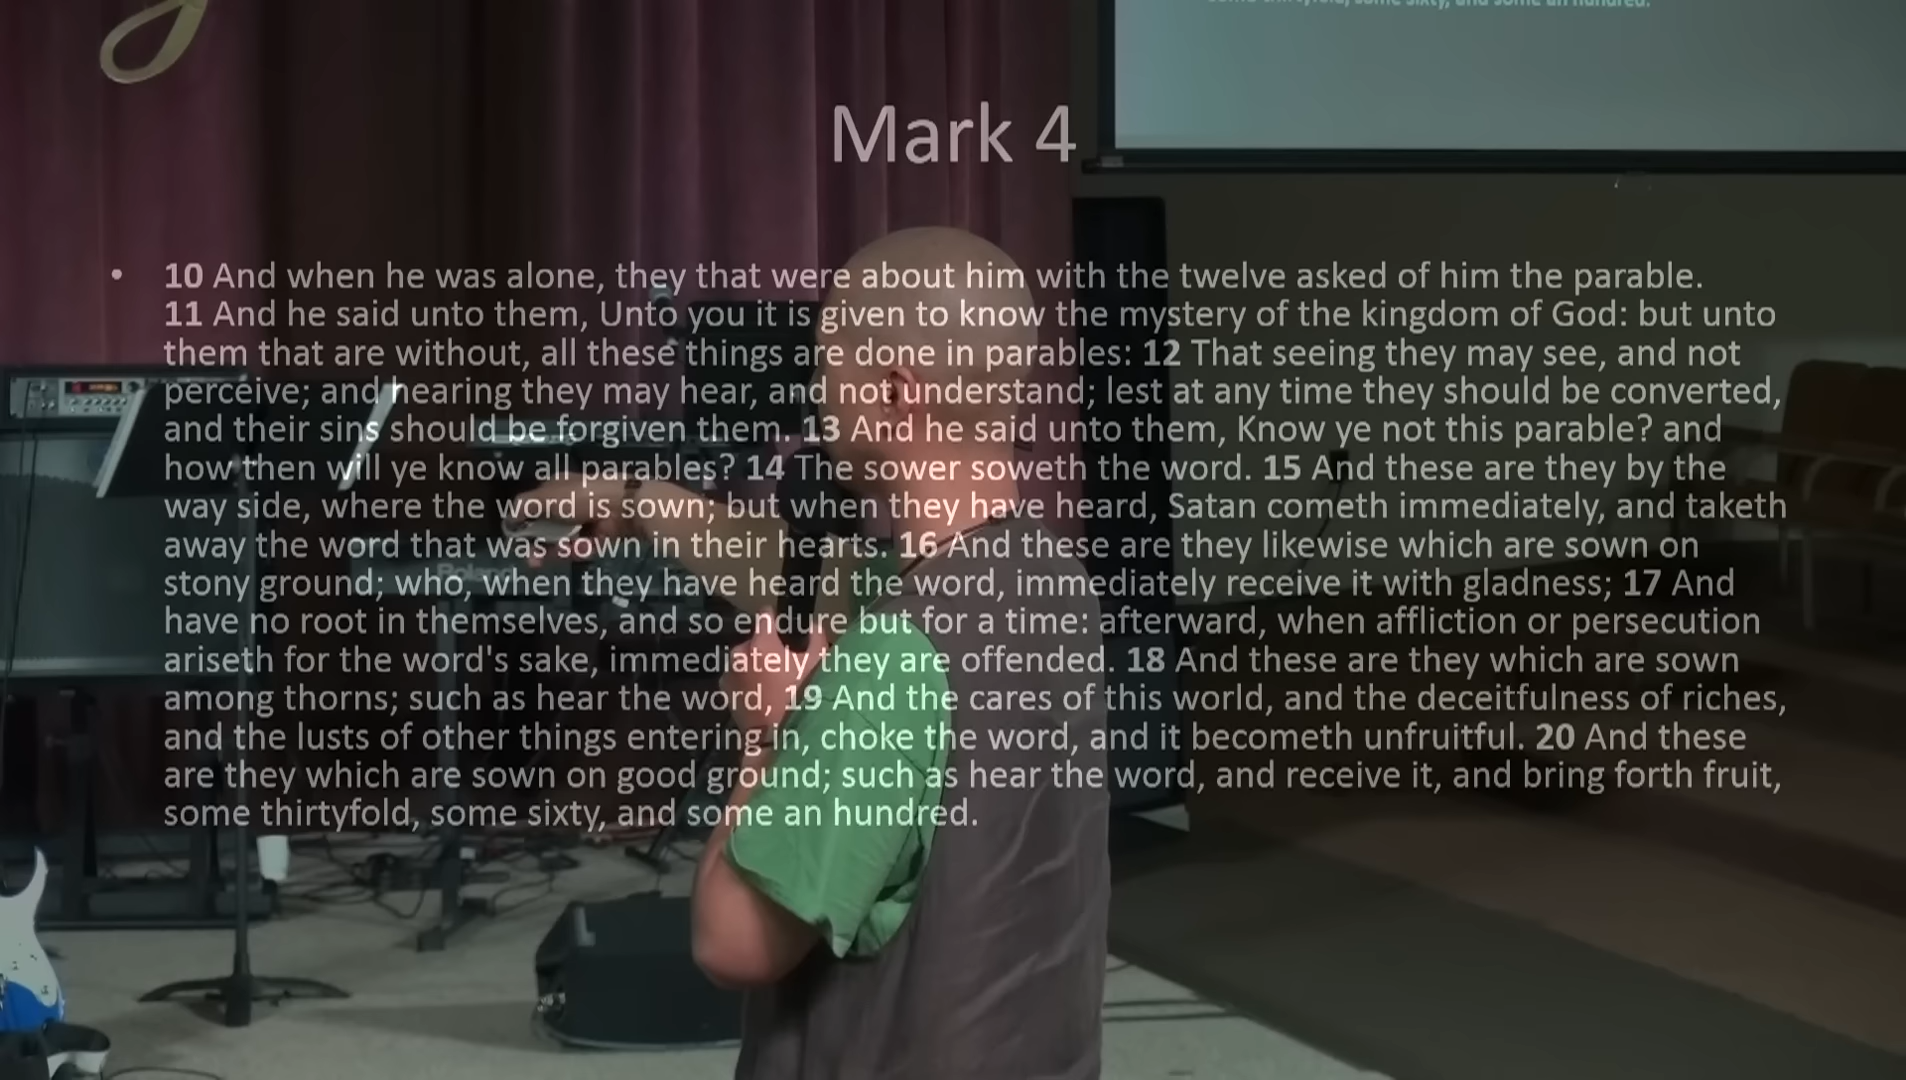 some thirtyfold, some sixty, and some an hundred.
Mark 4
• 10 And when he was alone, they that were about him with the twelve asked of him the parable.
11 And he said unto them, Unto you it is given to know the mystery of the kingdom of God: but unto
them that are without, all these things are done in parables: 12 That seeing they may see, and not
perceive; and hearing they may hear, and not understand; lest at any time they should be converted,
and their sins should be forgiven them. 13 And he said unto them, Know ye not this parable? and
how then will ye know all parables? 14 The sower soweth the word. 15 And these are they by the
way side, where the word is sown; but when they have heard, Satan cometh immediately, and taketh
away the word that was sown in their hearts. 16 And these are they likewise which are sown on
stony ground; who, when they have heard the word, immediately receive it with gladness; 17 And
have no root in themselves, and so endure but for a time: afterward, when affliction or persecution
ariseth for the word's sake, immediately they are offended. 18 And these are they which are sown
among thorns; such as hear the word, 19 And the cares of this world, and the deceitfulness of riches,
and the lusts of other things entering in, choke the word, and it becometh unfruitful. 20 And these
are they which are sown on good ground; such as hear the word, and receive it, and bring forth fruit,
some thirtyfold, some sixty, and some an hundred.
Roland